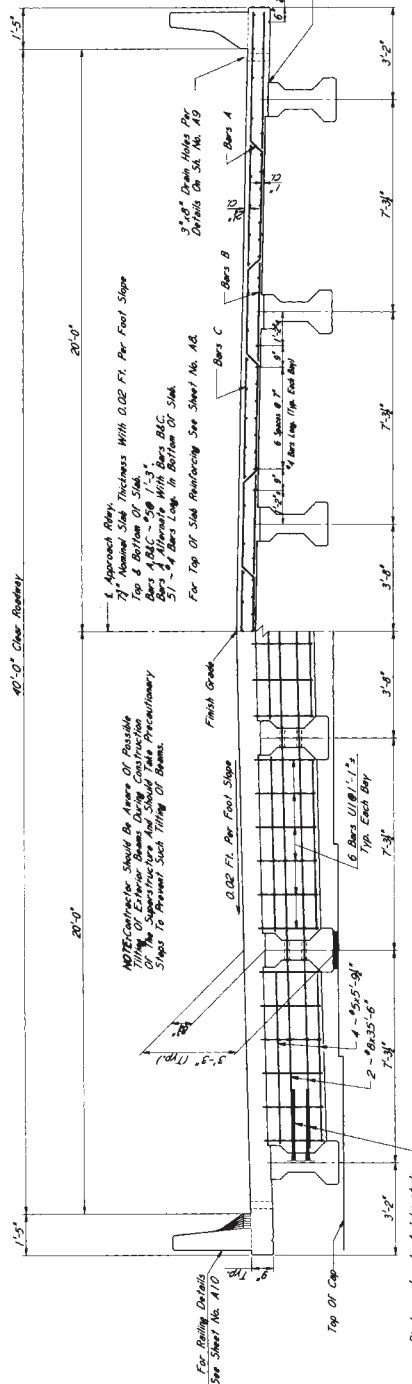 40'-0" Clear Roadway
1'-5"
20'-0"
20'-0"
1'-5"
NOTE:Contractor Should Be Aware Of Possible
Tilting Of Exterior Beams During Construction
Of The Superstructure And Should Take Precautionary
Steps To Prevent Such Tilting Of Beams.
Approach Rdwy.
Nominal Slab Thickness With 0.02 Ft. Per Foot Slope
Top & Bottom Of Slab.
Bars A,B&C - #5@ 1'-3"
Bars A Alternate With Bars B&C.
51 - #4 Bars Long. In Bottom Of Slab.
For Top Of Slab Reinforcing See Sheet No. A8.
3"x8" Drain Holes Per
Details On Sh. No. A9
For Railing Details
See Sheet No. A10
Finish Grade
0.02 Ft. Per Foot Slope
Bars C
Bars B
Bars A
6"
9"
Typ.
3'-3" (Typ.)
1'-2"±
9"
6 Spaces @ 7"
9"
1'-2"±
#4 Bars Long. (Typ. Each Bay)
4 - #5x5'-9½"
2 - #8x35'-6"
6 Bars U1@1'-1"±
Typ. Each Bay
Top Of Cap
3'-2"
7'-3½"
7'-3½"
3'-8"
3'-8"
7'-3½"
7'-3½"
3'-2"